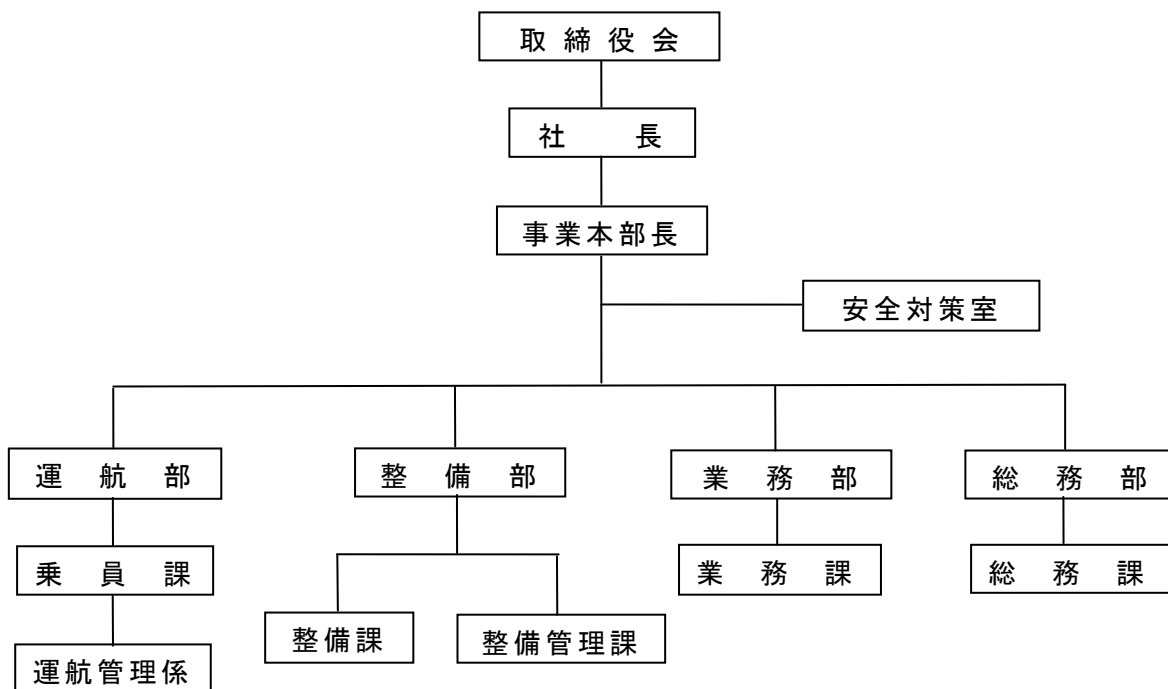 取締役会
社長
事業本部長
安全対策室
運航部
整備部
業務部
総務部
乗員課
業務課
総務課
整備課
整備管理課
運航管理係